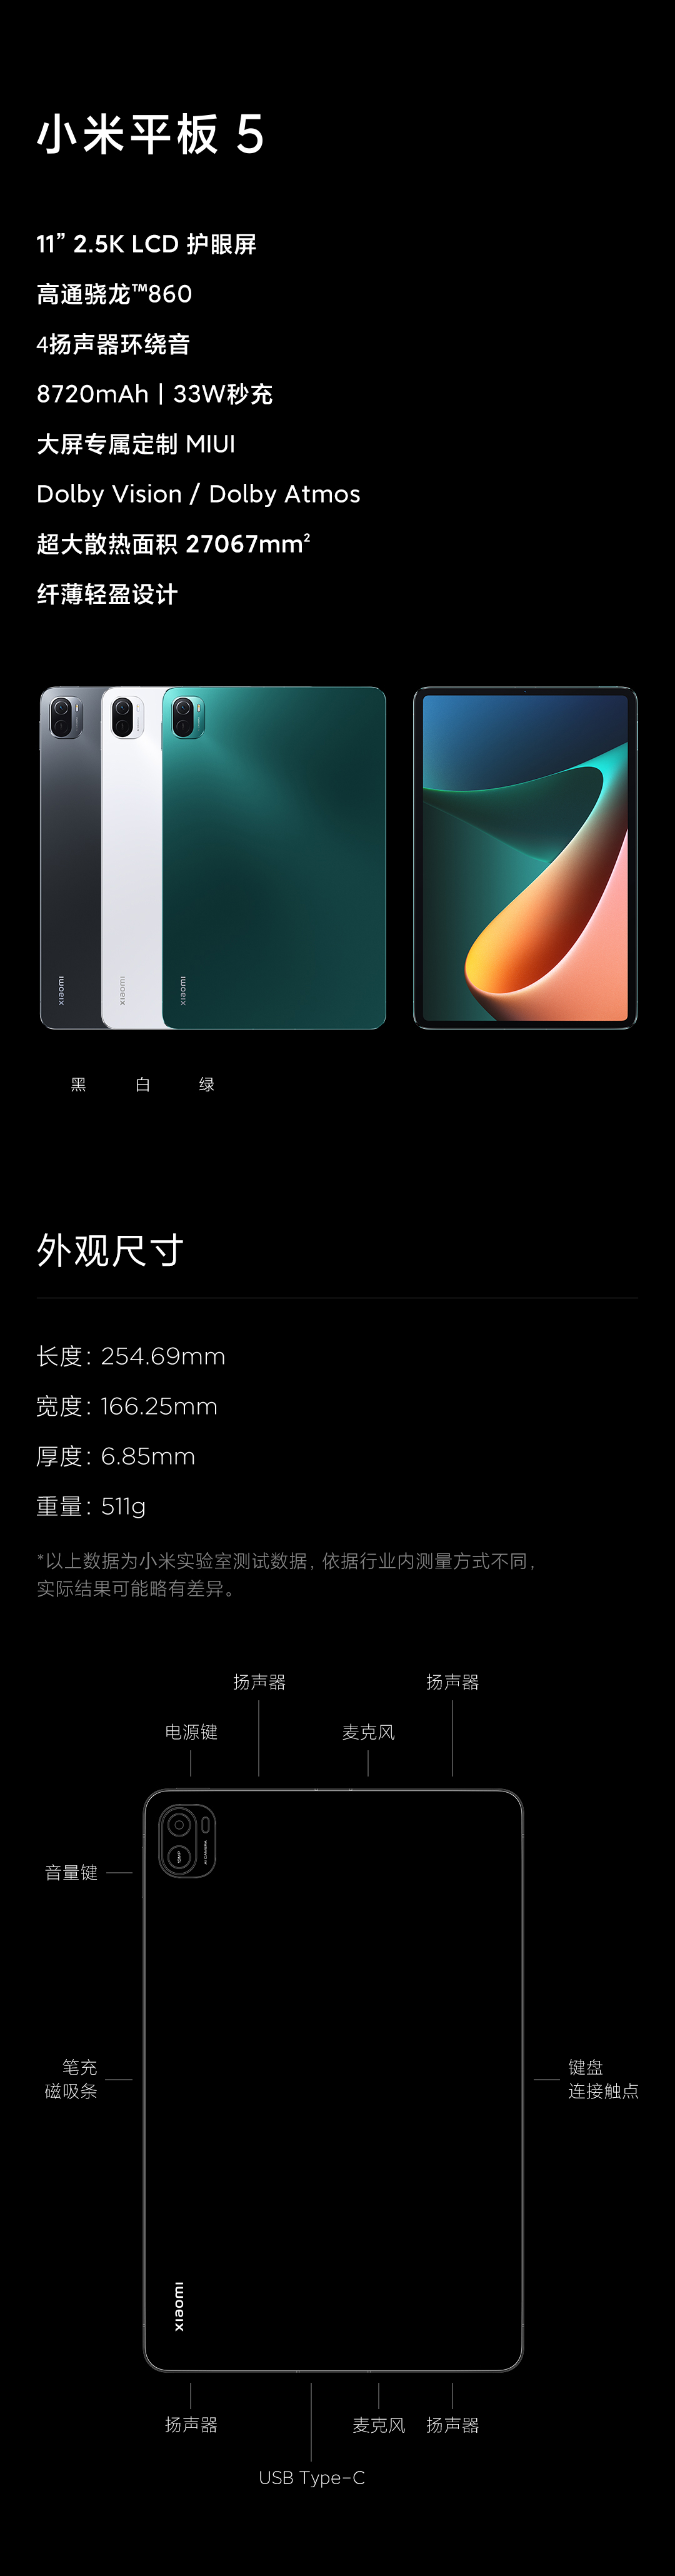 小米平板 5
11” 2.5K LCD 护眼屏
高通骁龙™860
4扬声器环绕音
8720mAh | 33W秒充
大屏专属定制 MIUI
Dolby Vision / Dolby Atmos
超大散热面积 27067mm²
纤薄轻盈设计
xiaomi
xiaomi
xiaomi
黑 白 绿
外观尺寸
长度: 254.69mm
宽度: 166.25mm
厚度: 6.85mm
重量: 511g
*以上数据为小米实验室测试数据，依据行业内测量方式不同，
实际结果可能略有差异。
扬声器 扬声器
电源键 麦克风
13MP
AI CAMERA
音量键
笔充
磁吸条
键盘
连接触点
xiaomi
扬声器 麦克风 扬声器
USB Type-C